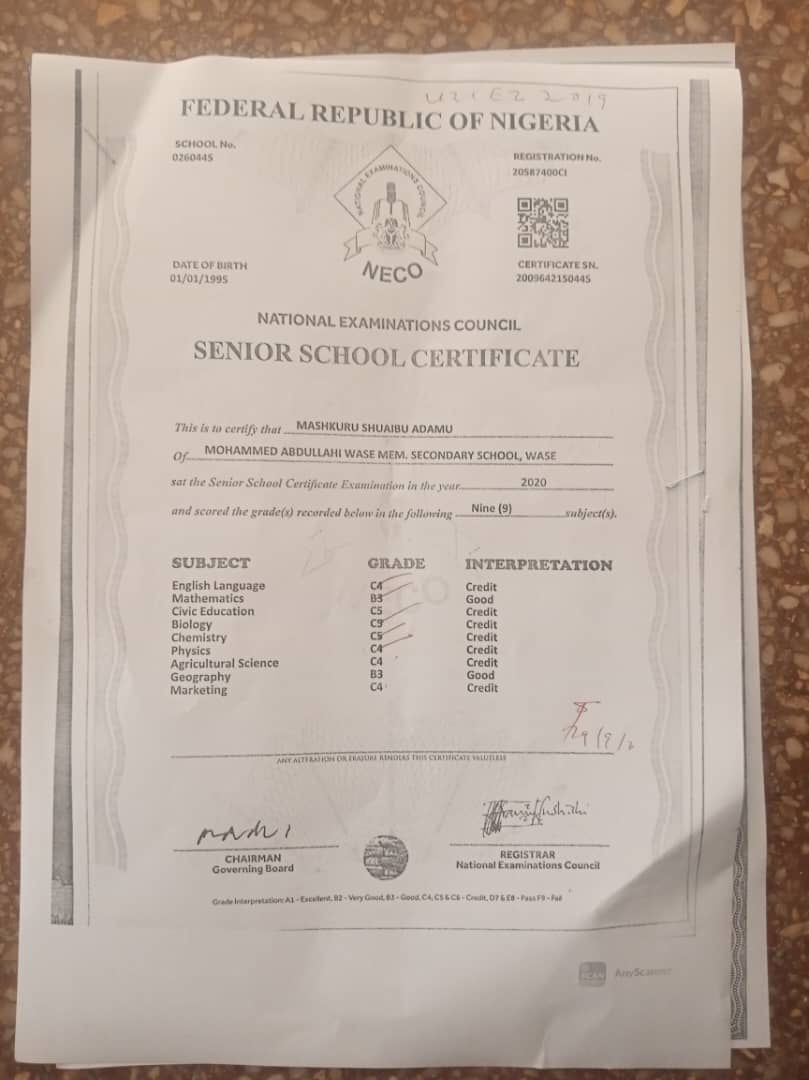 2019
FEDERAL REPUBLIC OF NIGERIA
SCHOOL No.
0260445
REGISTRATION No.
20587400CI
NATIONAL EXAMINATIONS COUNCIL
NECO
DATE OF BIRTH
01/01/1995
CERTIFICATE SN.
2009642150445
NATIONAL EXAMINATIONS COUNCIL
SENIOR SCHOOL CERTIFICATE
This is to certify that MASHKURU SHUAIBU ADAMU
Of MOHAMMED ABDULLAHI WASE MEM. SECONDARY SCHOOL, WASE
sat the Senior School Certificate Examination in the year 2020
and scored the grade(s) recorded below in the following Nine (9) subject(s).
SUBJECT GRADE INTERPRETATION
English Language C4 Credit
Mathematics B3 Good
Civic Education C5 Credit
Biology Credit
Chemistry C5 Credit
Physics C4 Credit
Agricultural Science C4 Credit
Geography B3 Good
Marketing C4 Credit
ANY ALTERATION OR ERASURE RENDERS THIS CERTIFICATE VALUELESS
CHAIRMAN
Governing Board
REGISTRAR
National Examinations Council
Grade Interpretation: A1 - Excellent, B2 - Very Good, B3 - Good, C4, C5 & C6 - Credit, D7 & E8 - Pass F9 - Fail
SCAN AnyScanner